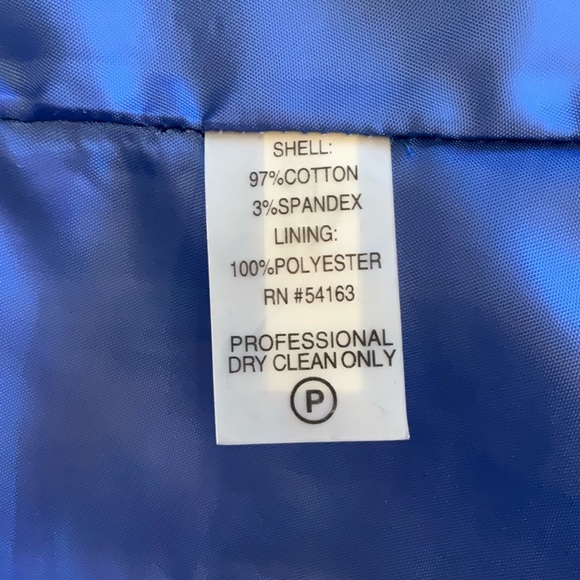 SHELL:
97%COTTON
3%SPANDEX
LINING:
100%POLYESTER
RN #54163
PROFESSIONAL
DRY CLEAN ONLY
P